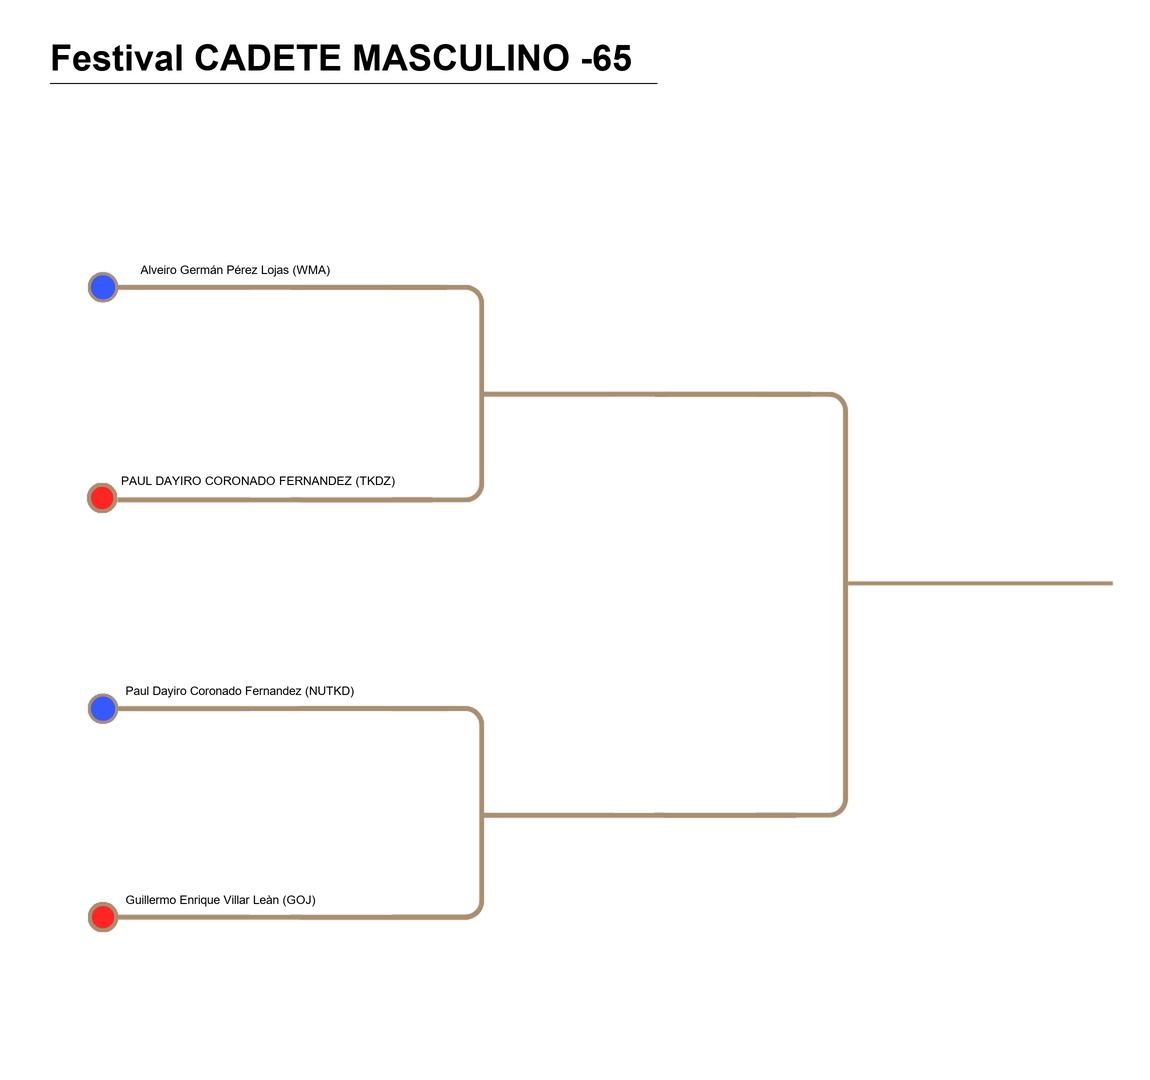 Festival CADETE MASCULINO -65
Alveiro Germán Pérez Lojas (WMA)
PAUL DAYIRO CORONADO FERNANDEZ (TKDZ)
Paul Dayiro Coronado Fernandez (NUTKD)
Guillermo Enrique Villar Leàn (GOJ)